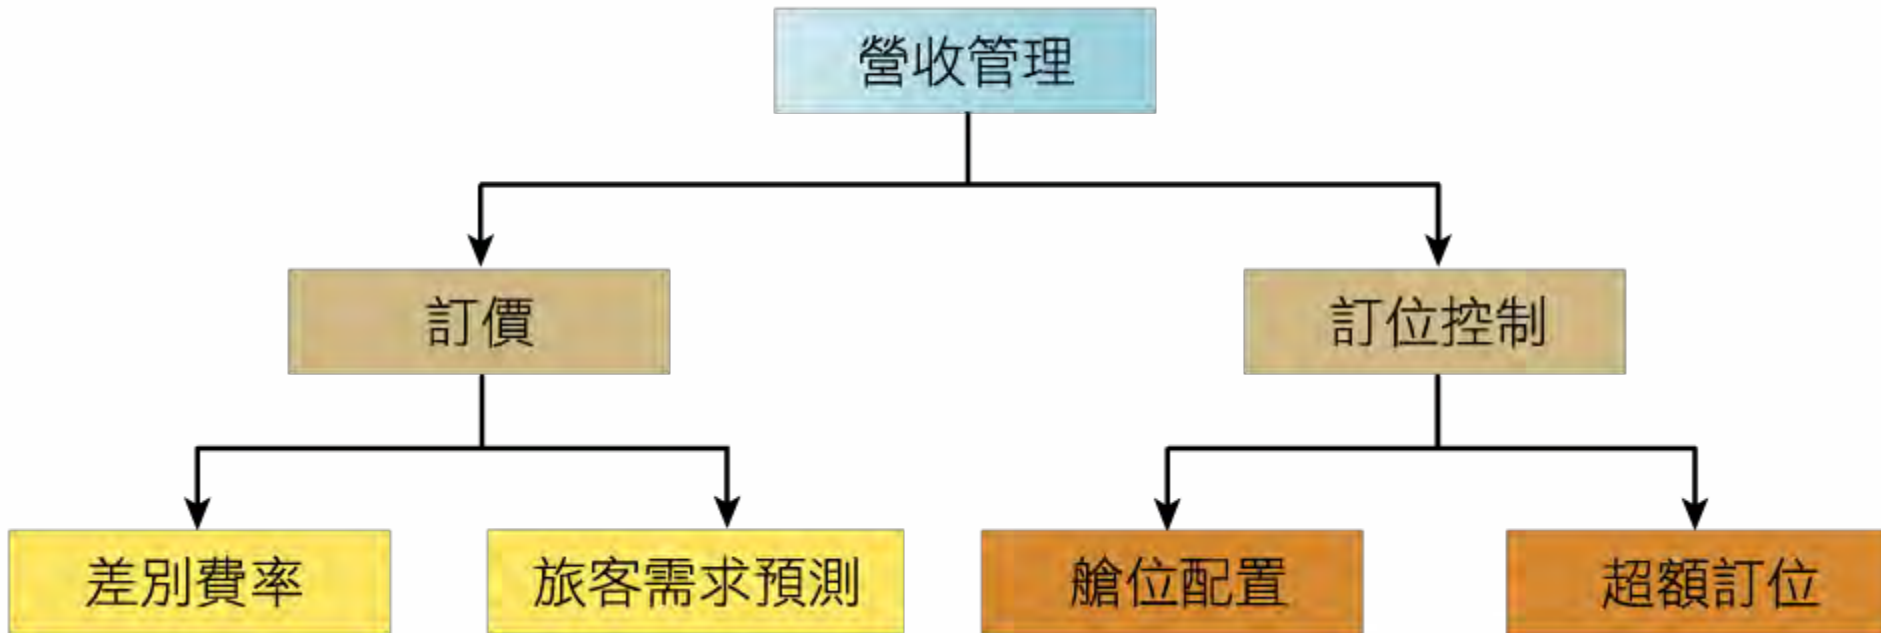 營收管理
訂價
訂位控制
差別費率
旅客需求預測
艙位配置
超額訂位